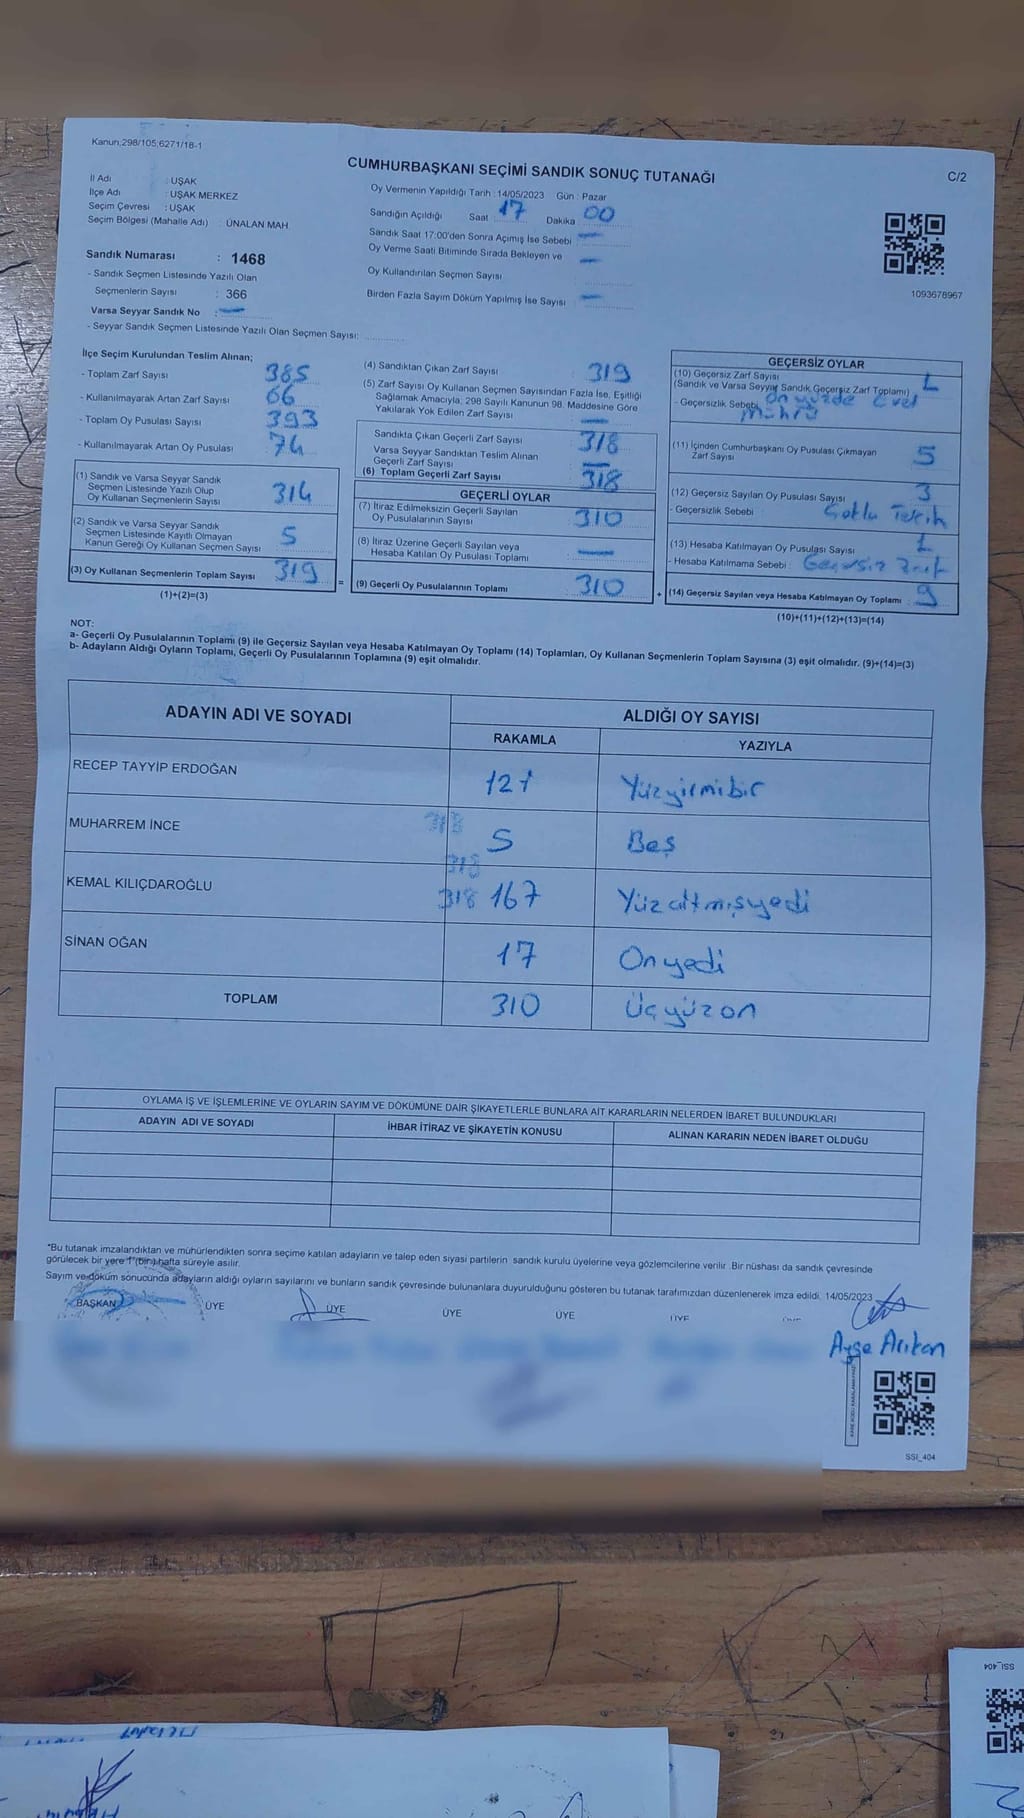 Kanun;298/105;6271/18-1
CUMHURBAŞKANI SEÇİMİ SANDIK SONUÇ TUTANAĞI
C/2
İl Adı : UŞAK
İlçe Adı : UŞAK MERKEZ
Seçim Çevresi : UŞAK
Seçim Bölgesi (Mahalle Adı) : ÜNALAN MAH
Sandık Numarası : 1468
- Sandık Seçmen Listesinde Yazılı Olan
Seçmenlerin Sayısı : 366
Varsa Seyyar Sandık No : —
- Seyyar Sandık Seçmen Listesinde Yazılı Olan Seçmen Sayısı:
Oy Vermenin Yapıldığı Tarih : 14/05/2023 Gün : Pazar
Sandığın Açıldığı Saat 17 Dakika 00
Sandık Saat 17:00'den Sonra Açımış İse Sebebi —
Oy Verme Saati Bitiminde Sırada Bekleyen ve —
Oy Kullandırılan Seçmen Sayısı
Birden Fazla Sayım Döküm Yapılmış İse Sayısı —
1093678967
İlçe Seçim Kurulundan Teslim Alınan;
- Toplam Zarf Sayısı 385
- Kullanılmayarak Artan Zarf Sayısı 66
- Toplam Oy Pusulası Sayısı 393
- Kullanılmayarak Artan Oy Pusulası 74
(1) Sandık ve Varsa Seyyar Sandık
Seçmen Listesinde Yazılı Olup
Oy Kullanan Seçmenlerin Sayısı 314
(2) Sandık ve Varsa Seyyar Sandık
Seçmen Listesinde Kayıtlı Olmayan
Kanun Gereği Oy Kullanan Seçmen Sayısı 5
(3) Oy Kullanan Seçmenlerin Toplam Sayısı 319
(1)+(2)=(3)
=
(4) Sandıktan Çıkan Zarf Sayısı 319
(5) Zarf Sayısı Oy Kullanan Seçmen Sayısından Fazla İse, Eşitliği
Sağlamak Amacıyla, 298 Sayılı Kanunun 98. Maddesine Göre
Yakılarak Yok Edilen Zarf Sayısı —
Sandıkta Çıkan Geçerli Zarf Sayısı 318
Varsa Seyyar Sandıktan Teslim Alınan
Geçerli Zarf Sayısı —
(6) Toplam Geçerli Zarf Sayısı 318
GEÇERLİ OYLAR
(7) İtiraz Edilmeksizin Geçerli Sayılan
Oy Pusulalarının Sayısı 310
(8) İtiraz Üzerine Geçerli Sayılan veya
Hesaba Katılan Oy Pusulası Toplamı —
(9) Geçerli Oy Pusulalarının Toplamı 310
+
GEÇERSİZ OYLAR
(10) Geçersiz Zarf Sayısı
(Sandık ve Varsa Seyyar Sandık Geçersiz Zarf Toplamı) 1
- Geçersizlik Sebebi ön yüzde Evet
mührü
(11) İçinden Cumhurbaşkanı Oy Pusulası Çıkmayan
Zarf Sayısı 5
(12) Geçersiz Sayılan Oy Pusulası Sayısı 3
- Geçersizlik Sebebi Çoklu Tercih
(13) Hesaba Katılmayan Oy Pusulası Sayısı 1
- Hesaba Katılmama Sebebi : Geçersiz Zarf
(14) Geçersiz Sayılan veya Hesaba Katılmayan Oy Toplamı 9
(10)+(11)+(12)+(13)=(14)
NOT:
a- Geçerli Oy Pusulalarının Toplamı (9) ile Geçersiz Sayılan veya Hesaba Katılmayan Oy Toplamı (14) Toplamları, Oy Kullanan Seçmenlerin Toplam Sayısına (3) eşit olmalıdır. (9)+(14)=(3)
b- Adayların Aldığı Oyların Toplamı, Geçerli Oy Pusulalarının Toplamına (9) eşit olmalıdır.
ADAYIN ADI VE SOYADI
ALDIĞI OY SAYISI
RAKAMLA YAZIYLA
RECEP TAYYİP ERDOĞAN 121 Yüzyirmibir
MUHARREM İNCE 318 5 Beş
318
KEMAL KILIÇDAROĞLU 318 167 Yüzaltmışyedi
SİNAN OĞAN 17 Onyedi
TOPLAM 310 Üçyüzon
OYLAMA İŞ VE İŞLEMLERİNE VE OYLARIN SAYIM VE DÖKÜMÜNE DAİR ŞİKAYETLERLE BUNLARA AİT KARARLARIN NELERDEN İBARET BULUNDUKLARI
ADAYIN ADI VE SOYADI İHBAR İTİRAZ VE ŞİKAYETİN KONUSU ALINAN KARARIN NEDEN İBARET OLDUĞU
*Bu tutanak imzalandıktan ve mühürlendikten sonra seçime katılan adayların ve talep eden siyasi partilerin sandık kurulu üyelerine veya gözlemcilerine verilir. Bir nüshası da sandık çevresinde
görülecek bir yere 1 (bir) hafta süreyle asılır.
Sayım ve döküm sonucunda adayların aldığı oyların sayılarını ve bunların sandık çevresinde bulunanlara duyurulduğunu gösteren bu tutanak tarafımızdan düzenlenerek imza edildi. 14/05/2023
BAŞKAN ÜYE ÜYE ÜYE ÜYE ÜYE
Ayşe Arıkan
SSI_404
SSI_404